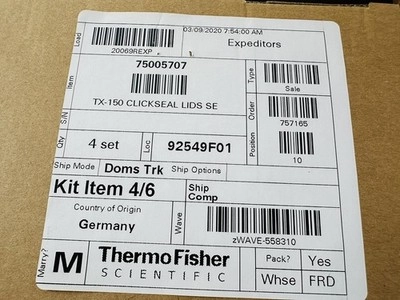 Load
20069REXP
03/09/2020 7:54:00 AM
Expeditors
Item
75005707
TX-150 CLICKSEAL LIDS SE
Type
Sale
S/N
Order
757165
Qty
4 set
Loc
92549F01
Position
10
Ship Mode
Doms Trk
Ship Options
Kit Item 4/6
Ship
Comp
Country of Origin
Germany
Wave
zWAVE-558310
Marry?
M
ThermoFisher
SCIENTIFIC
Pack?
Yes
Whse
FRD